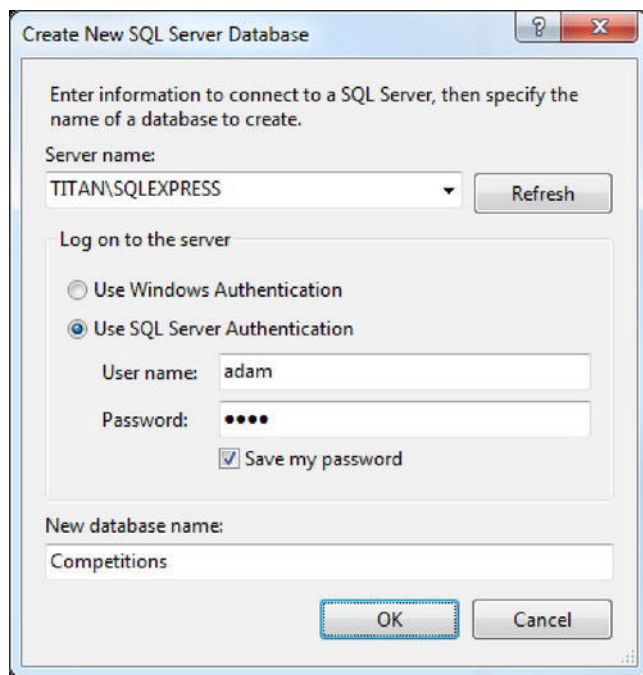 Create New SQL Server Database
?
Enter information to connect to a SQL Server, then specify the
name of a database to create.
Server name:
TITAN\SQLEXPRESS
Refresh
Log on to the server
Use Windows Authentication
Use SQL Server Authentication
User name:
adam
Password:
••••
Save my password
New database name:
Competitions
OK
Cancel